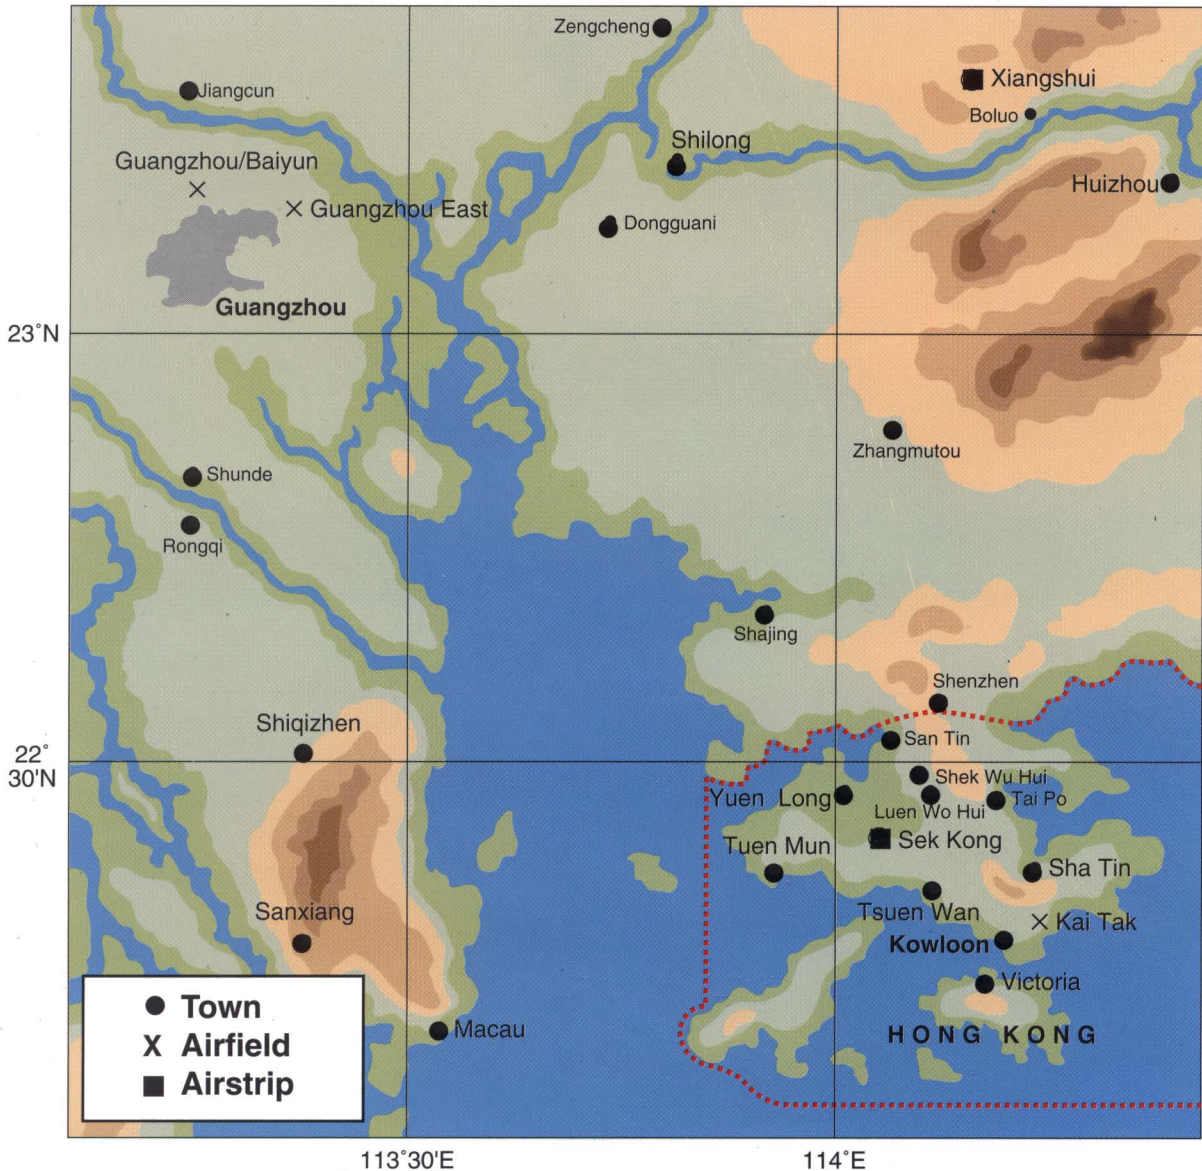 Zengcheng
Xiangshui
Jiangcun
Boluo
Shilong
Guangzhou/Baiyun
Huizhou
Guangzhou East
Dongguani
Guangzhou
23°N
Zhangmutou
Shunde
Rongqi
Shajing
Shenzhen
Shiqizhen
San Tin
22°
30'N
Shek Wu Hui
Yuen Long
Tai Po
Luen Wo Hui
Sek Kong
Tuen Mun
Sha Tin
Sanxiang
Tsuen Wan
Kai Tak
Kowloon
Victoria
Town
X Airfield
Airstrip
Macau
HONG KONG
113°30'E
114°E